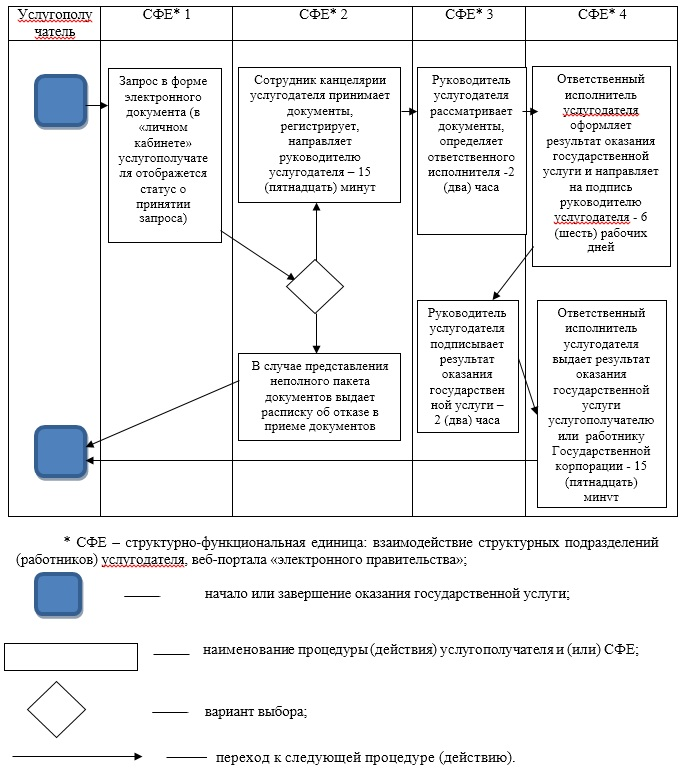 Услугополу
чатель
СФЕ* 1
СФЕ* 2
СФЕ* 3
СФЕ* 4
Запрос в форме
электронного
документа (в
«личном
кабинете»
услугополучате
ля отображется
статус о
принятии
запроса)
Сотрудник канцелярии
услугодателя принимает
документы,
регистрирует,
направляет
руководителю
услугодателя – 15
(пятнадцать) минут
Руководитель
услугодателя
рассматривает
документы,
определяет
ответственного
исполнителя -2
(два) часа
Ответственный
исполнитель
услугодателя
оформляет
результат оказания
государственной
услуги и направляет
на подпись
руководителю
услугодателя - 6
(шесть) рабочих
дней
В случае представления
неполного пакета
документов выдает
расписку об отказе в
приеме документов
Руководитель
услугодателя
подписывает
результат
оказания
государствен
ной услуги –
2 (два) часа
Ответственный
исполнитель
услугодателя
выдает результат
оказания
государственной
услуги
услугополучателю
или работнику
Государственной
корпорации - 15
(пятнадцать)
минут
* СФЕ – структурно-функциональная единица: взаимодействие структурных подразделений
(работников) услугодателя, веб-портала «электронного правительства»;
начало или завершение оказания государственной услуги;
наименование процедуры (действия) услугополучателя и (или) СФЕ;
вариант выбора;
переход к следующей процедуре (действию).